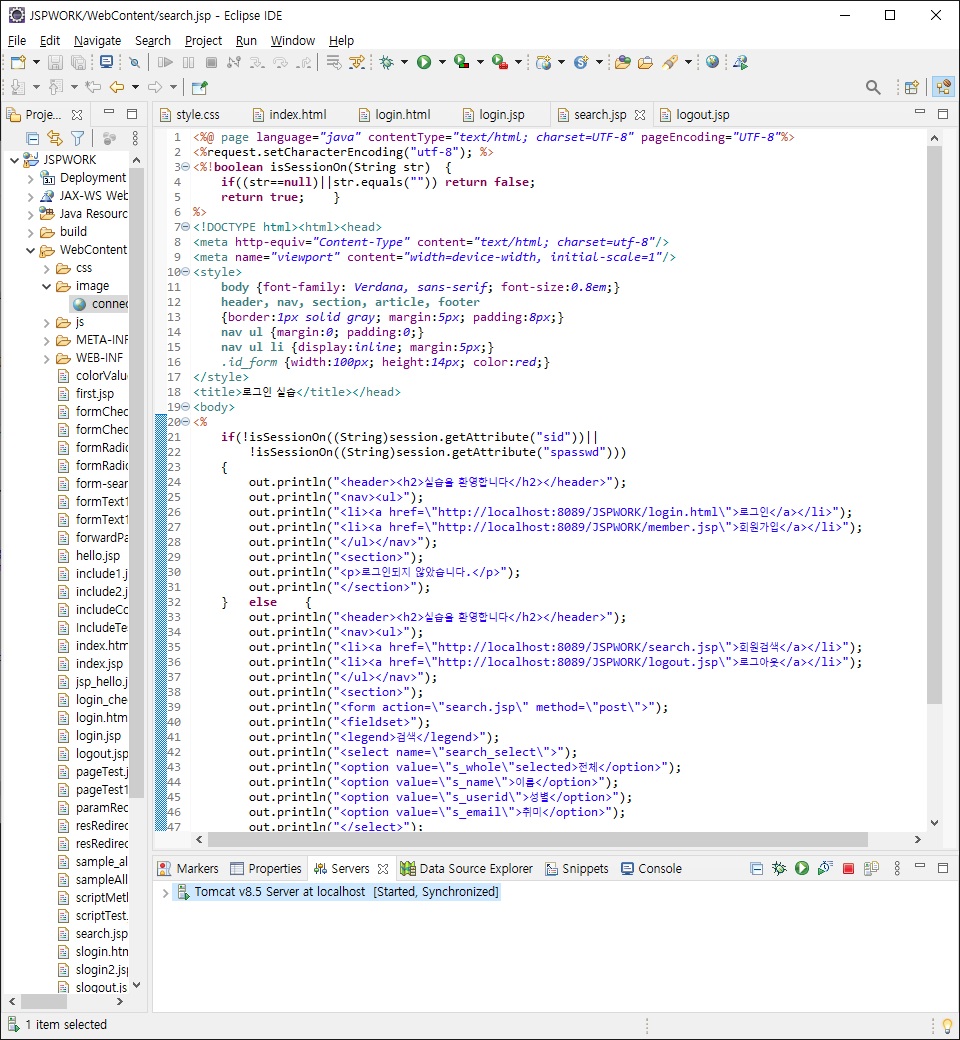 JSPWORK/WebContent/search.jsp - Eclipse IDE
File Edit Navigate Search Project Run Window Help
Proje...
JSPWORK
Deployment
JAX-WS Web
Java Resourc
build
WebContent
css
image
connec
js
META-INF
WEB-INF
colorValu
first.jsp
formChec
formChec
formRadio
formRadio
form-sear
formText1
formText1
forwardPa
hello.jsp
include1.j
include2.j
includeCo
IncludeTe
index.htm
index.jsp
jsp_hello.j
login_che
login.htm
login.jsp
logout.jsp
pageTest.j
pageTest1
paramRec
resRedirec
resRedirec
sample_al
sampleAll
scriptMetl
scriptTest.
search.jsp
slogin.htn
slogin2.jsp
slogout.js
style.css index.html login.html login.jsp search.jsp logout.jsp
1 <%@ page language="java" contentType="text/html; charset=UTF-8" pageEncoding="UTF-8"%>
2 <%request.setCharacterEncoding("utf-8"); %>
3 <%!boolean isSessionOn(String str) {
4 if((str==null)||str.equals("")) return false;
5 return true; }
6 %>
7 <!DOCTYPE html><html><head>
8 <meta http-equiv="Content-Type" content="text/html; charset=utf-8"/>
9 <meta name="viewport" content="width=device-width, initial-scale=1"/>
10 <style>
11 body {font-family: Verdana, sans-serif; font-size:0.8em;}
12 header, nav, section, article, footer
13 {border:1px solid gray; margin:5px; padding:8px;}
14 nav ul {margin:0; padding:0;}
15 nav ul li {display:inline; margin:5px;}
16 .id_form {width:100px; height:14px; color:red;}
17 </style>
18 <title>로그인 실습</title></head>
19 <body>
20 <%
21 if(!isSessionOn((String)session.getAttribute("sid"))||
22 !isSessionOn((String)session.getAttribute("spasswd")))
23 {
24 out.println("<header><h2>실습을 환영합니다</h2></header>");
25 out.println("<nav><ul>");
26 out.println("<li><a href=\"http://localhost:8089/JSPWORK/login.html\">로그인</a></li>");
27 out.println("<li><a href=\"http://localhost:8089/JSPWORK/member.jsp\">회원가입</a></li>");
28 out.println("</ul></nav>");
29 out.println("<section>");
30 out.println("<p>로그인되지 않았습니다.</p>");
31 out.println("</section>");
32 } else {
33 out.println("<header><h2>실습을 환영합니다</h2></header>");
34 out.println("<nav><ul>");
35 out.println("<li><a href=\"http://localhost:8089/JSPWORK/search.jsp\">회원검색</a></li>");
36 out.println("<li><a href=\"http://localhost:8089/JSPWORK/logout.jsp\">로그아웃</a></li>");
37 out.println("</ul></nav>");
38 out.println("<section>");
39 out.println("<form action=\"search.jsp\" method=\"post\">");
40 out.println("<fieldset>");
41 out.println("<legend>검색</legend>");
42 out.println("<select name=\"search_select\">");
43 out.println("<option value=\"s_whole\"selected>전체</option>");
44 out.println("<option value=\"s_name\">이름</option>");
45 out.println("<option value=\"s_userid\">성별</option>");
46 out.println("<option value=\"s_email\">취미</option>");
47 out.println("</select>");
Markers Properties Servers Data Source Explorer Snippets Console
Tomcat v8.5 Server at localhost [Started, Synchronized]
1 item selected